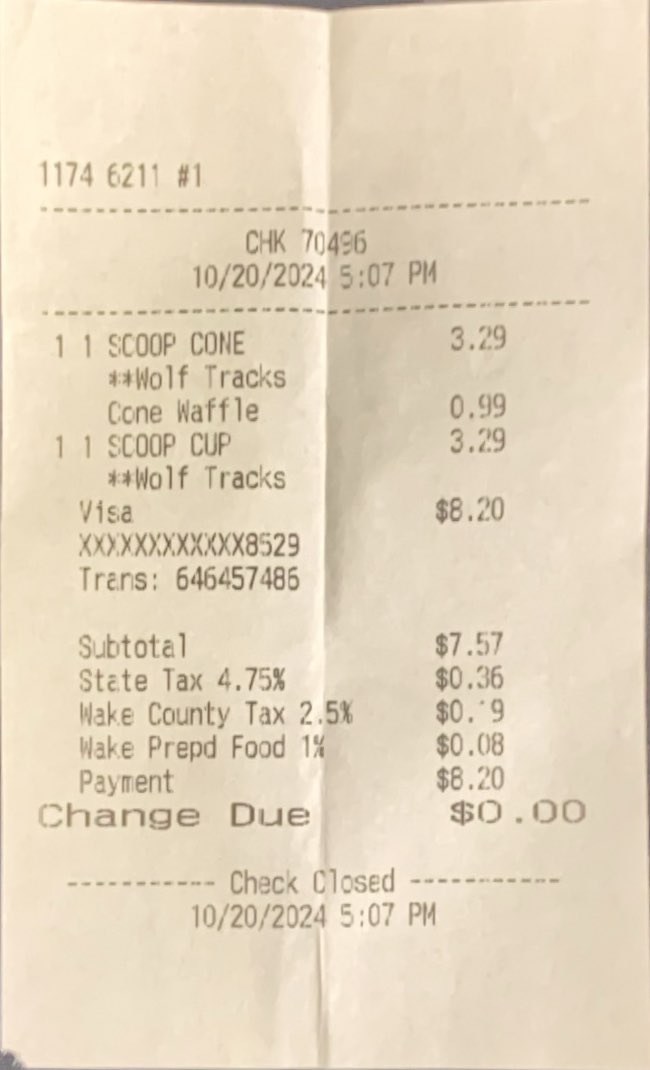 1174 6211 #1
--------------------------------------------
CHK 70496
10/20/2024 5:07 PM
--------------------------------------------
1 1 SCOOP CONE 3.29
**Wolf Tracks
Cone Waffle 0.99
1 1 SCOOP CUP 3.29
**Wolf Tracks
Visa $8.20
XXXXXXXXXXXX8529
Trans: 646457486
Subtotal $7.57
State Tax 4.75% $0.36
Wake County Tax 2.5% $0.19
Wake Prepd Food 1% $0.08
Payment $8.20
Change Due $0.00
----------- Check Closed -----------
10/20/2024 5:07 PM